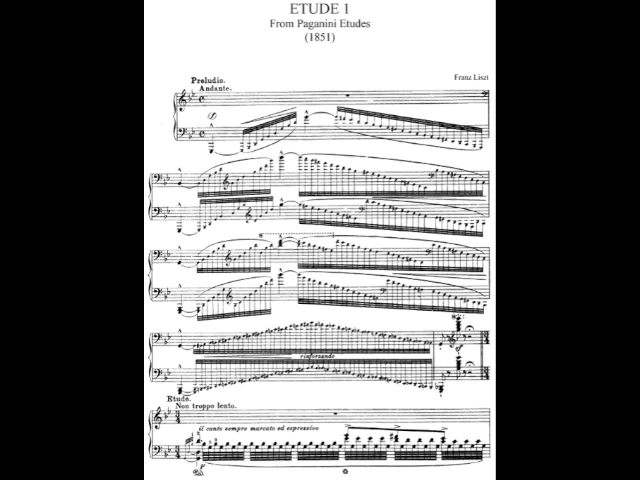 ETUDE 1
From Paganini Etudes
(1851)
Franz Liszt
Preludio.
Andante.
rinforzando
Etude.
Non troppo lento.
il canto sempre marcato ed espressivo